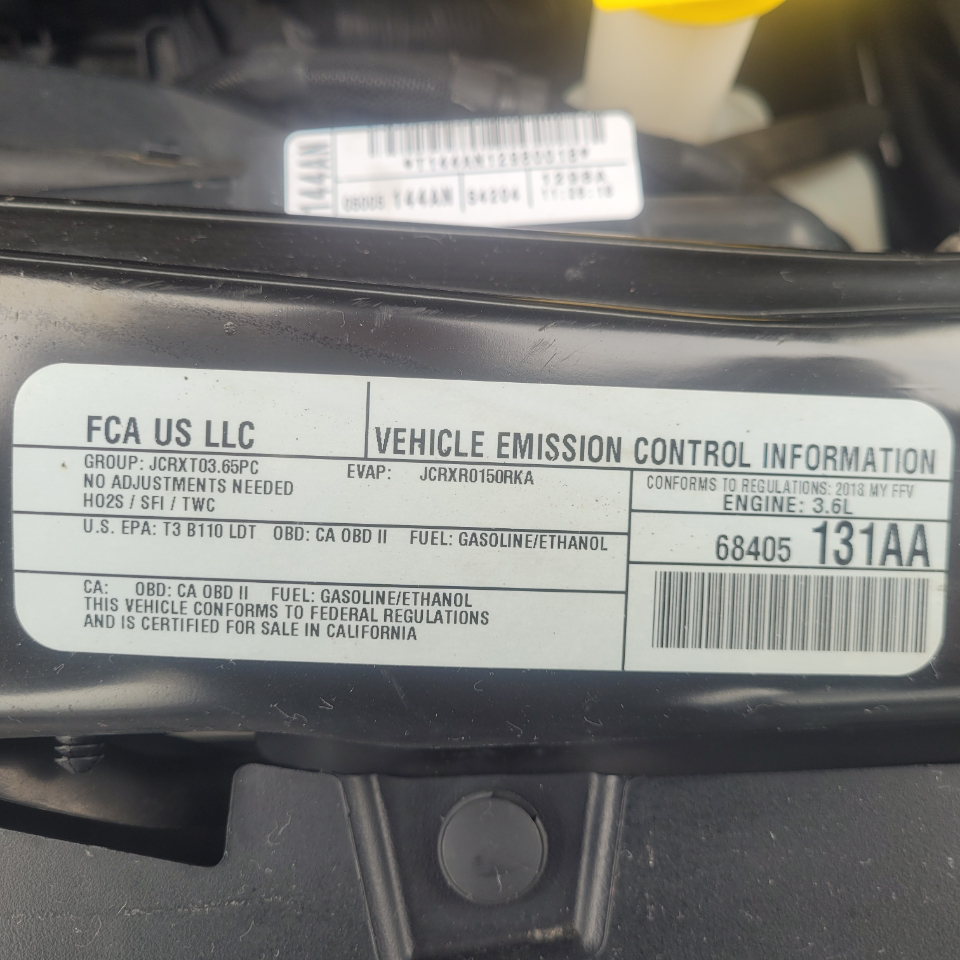 144AN
144AN S4204 1298A
FCA US LLC
VEHICLE EMISSION CONTROL INFORMATION
GROUP: JCRXT03.65PC EVAP: JCRXR0150RKA
NO ADJUSTMENTS NEEDED
HO2S / SFI / TWC
CONFORMS TO REGULATIONS: 2018 MY FFV
ENGINE: 3.6L
U.S. EPA: T3 B110 LDT OBD: CA OBD II FUEL: GASOLINE/ETHANOL
68405 131AA
CA: OBD: CA OBD II FUEL: GASOLINE/ETHANOL
THIS VEHICLE CONFORMS TO FEDERAL REGULATIONS
AND IS CERTIFIED FOR SALE IN CALIFORNIA